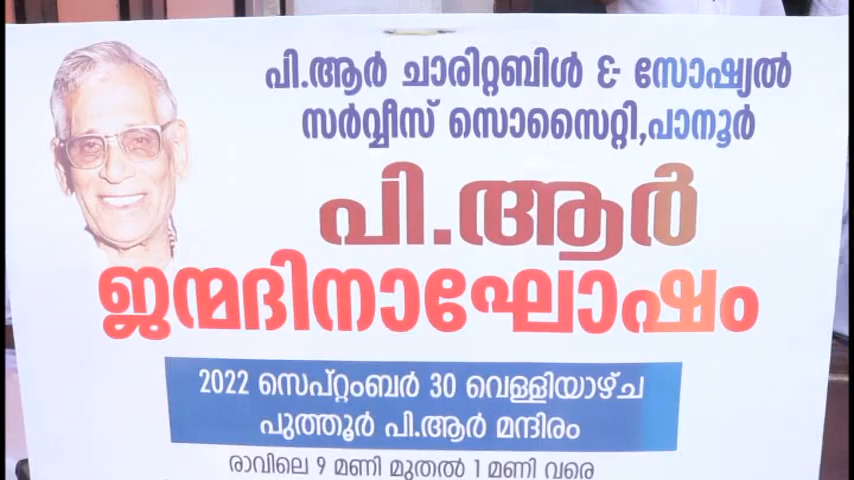 പി.ആർ ചാരിറ്റബിൾ & സോഷ്യൽ
സർവ്വീസ് സൊസൈറ്റി,പാനൂർ
പി.ആർ
ജന്മദിനാഘോഷം
2022 സെപ്റ്റംബർ 30 വെള്ളിയാഴ്ച
പുത്തൂർ പി.ആർ മന്ദിരം
രാവിലെ 9 മണി മുതൽ 1 മണി വരെ